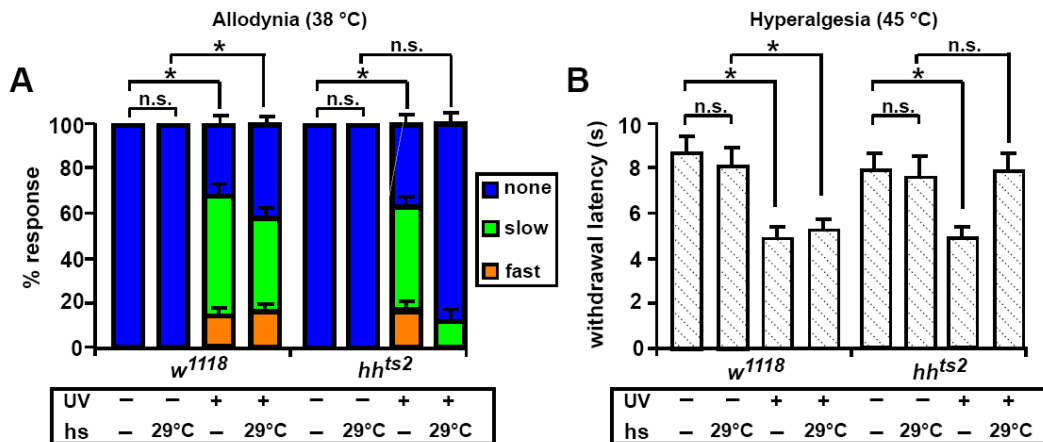 Allodynia (38 °C)
Hyperalgesia (45 °C)
A
* n.s.
* *
n.s. n.s.
100
80
60
40
20
0
% response
none
slow
fast
w1118 hhts2
UV – – + + – – + +
hs – 29°C – 29°C – 29°C – 29°C
B
* n.s.
* *
n.s. n.s.
10
8
6
4
2
0
withdrawal latency (s)
w1118 hhts2
UV – – + + – – + +
hs – 29°C – 29°C – 29°C – 29°C